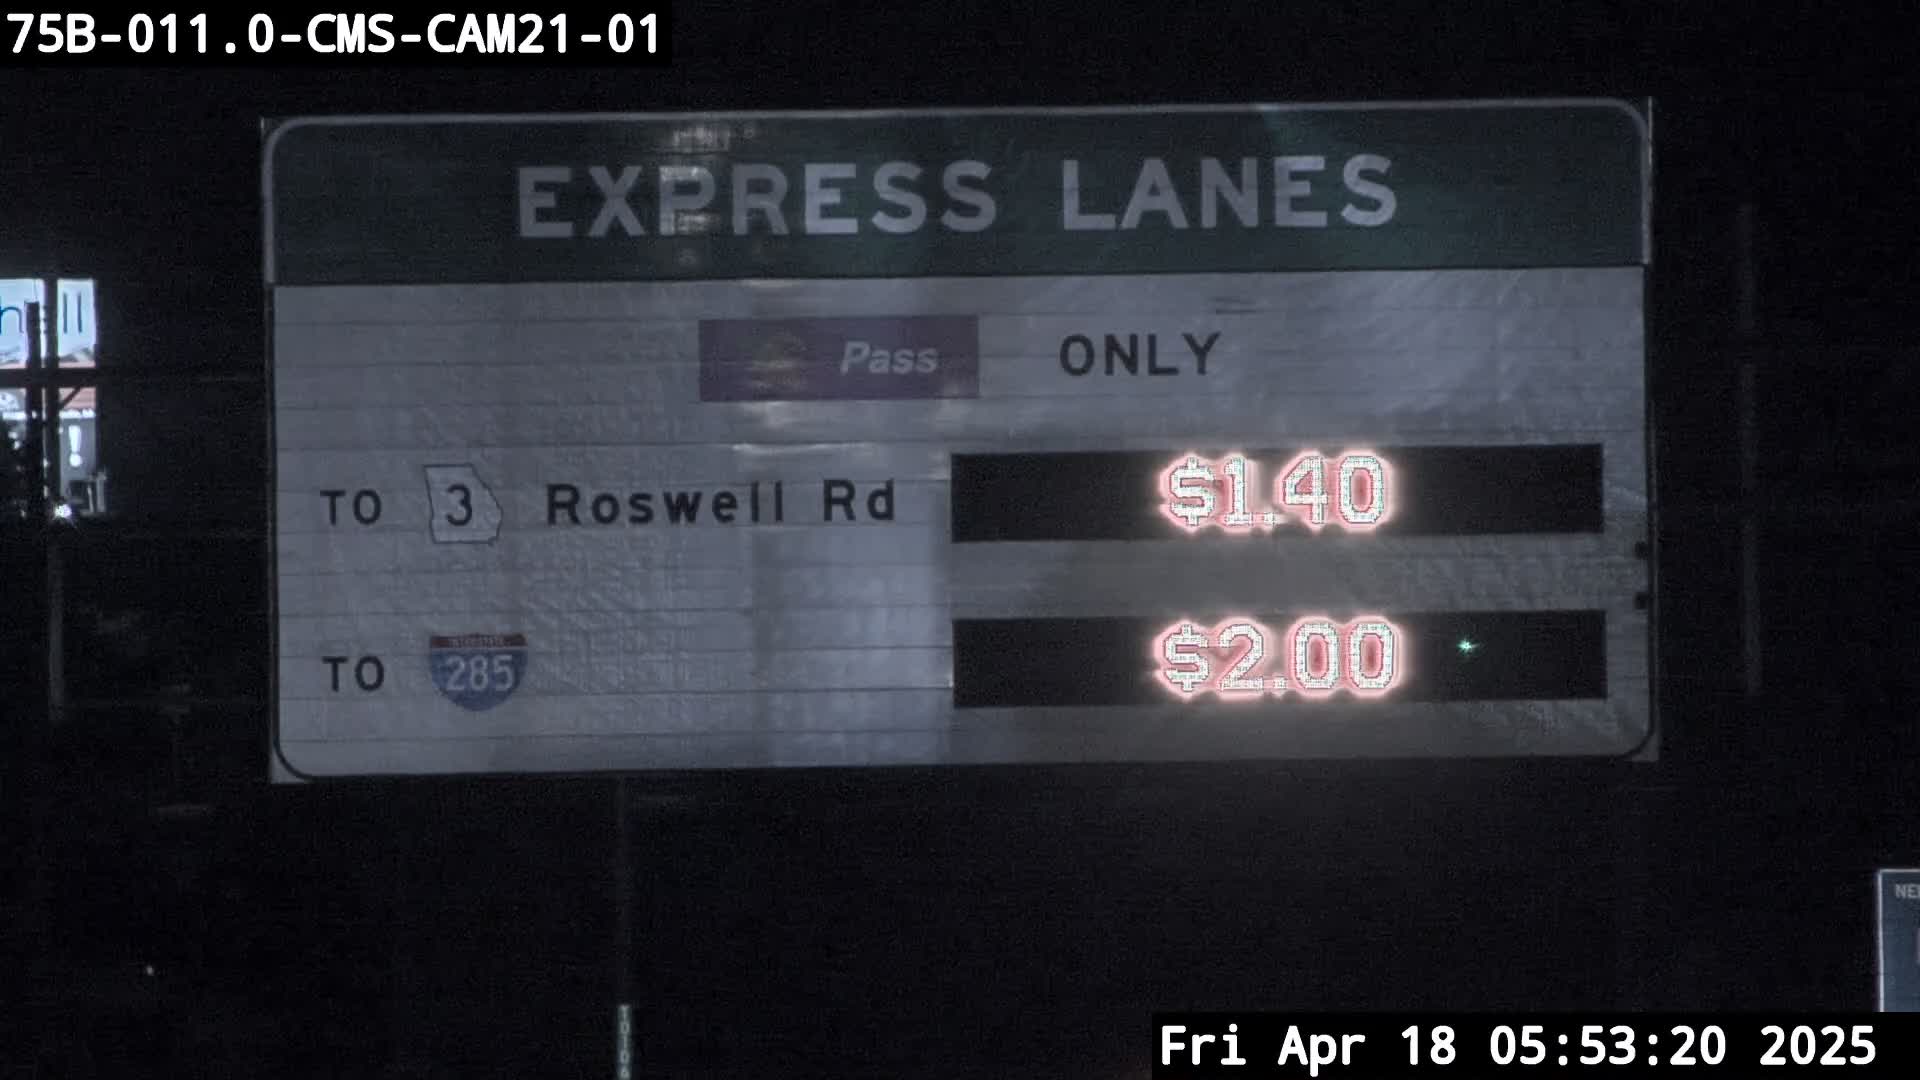 75B-011.0-CMS-CAM21-01
EXPRESS LANES
Pass ONLY
TO 3 Roswell Rd $1.40
INTERSTATE
TO 285 $2.00
Fri Apr 18 05:53:20 2025